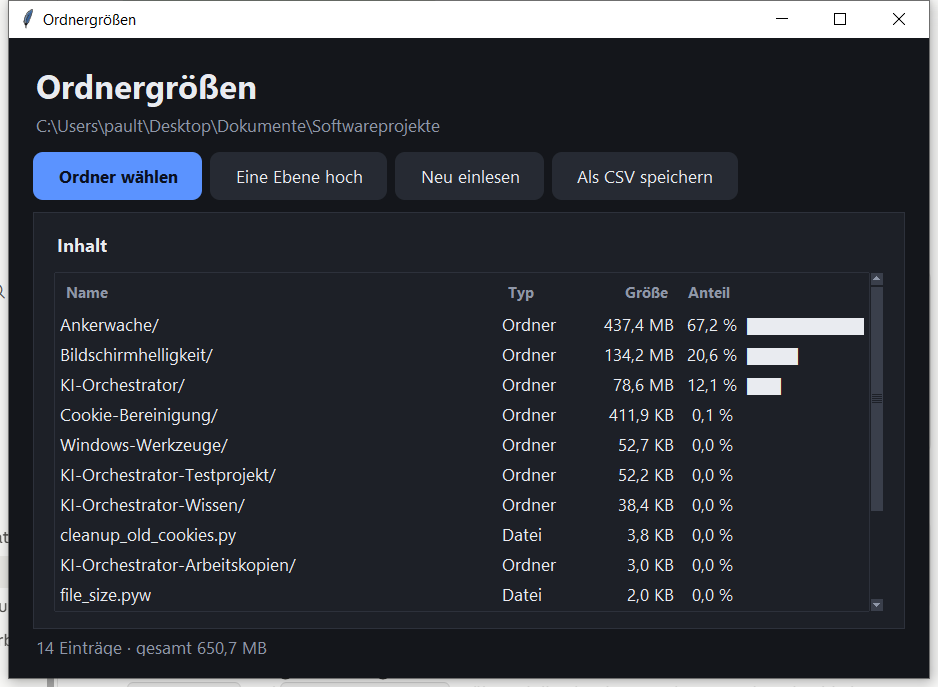 Ordnergrößen
Ordnergrößen
C:\Users\pault\Desktop\Dokumente\Softwareprojekte
Ordner wählen Eine Ebene hoch Neu einlesen Als CSV speichern
Inhalt
Name Typ Größe Anteil
Ankerwache/ Ordner 437,4 MB 67,2 %
Bildschirmhelligkeit/ Ordner 134,2 MB 20,6 %
KI-Orchestrator/ Ordner 78,6 MB 12,1 %
Cookie-Bereinigung/ Ordner 411,9 KB 0,1 %
Windows-Werkzeuge/ Ordner 52,7 KB 0,0 %
KI-Orchestrator-Testprojekt/ Ordner 52,2 KB 0,0 %
KI-Orchestrator-Wissen/ Ordner 38,4 KB 0,0 %
cleanup_old_cookies.py Datei 3,8 KB 0,0 %
KI-Orchestrator-Arbeitskopien/ Ordner 3,0 KB 0,0 %
file_size.pyw Datei 2,0 KB 0,0 %
14 Einträge · gesamt 650,7 MB